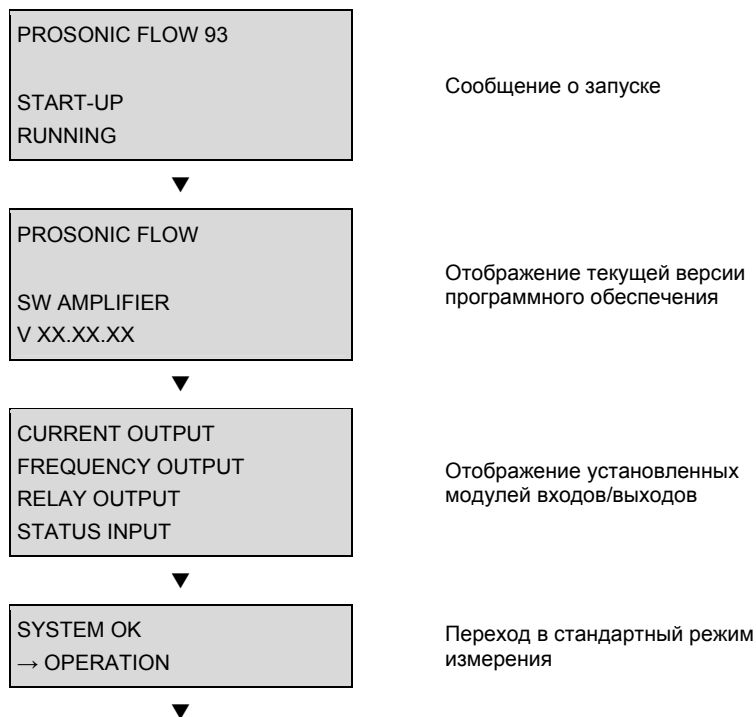 PROSONIC FLOW 93
START-UP
RUNNING
Сообщение о запуске
▼
PROSONIC FLOW
SW AMPLIFIER
V XX.XX.XX
Отображение текущей версии
программного обеспечения
▼
CURRENT OUTPUT
FREQUENCY OUTPUT
RELAY OUTPUT
STATUS INPUT
Отображение установленных
модулей входов/выходов
▼
SYSTEM OK
→ OPERATION
Переход в стандартный режим
измерения
▼